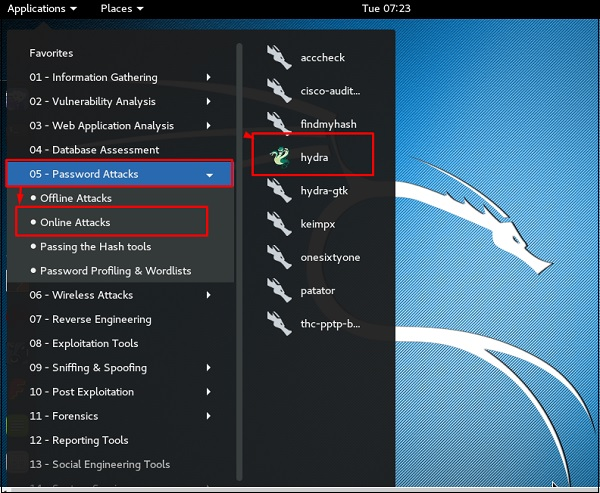 Applications Places Tue 07:23
Favorites
01 - Information Gathering
02 - Vulnerability Analysis
03 - Web Application Analysis
04 - Database Assessment
05 - Password Attacks
Offline Attacks
Online Attacks
Passing the Hash tools
Password Profiling & Wordlists
06 - Wireless Attacks
07 - Reverse Engineering
08 - Exploitation Tools
09 - Sniffing & Spoofing
10 - Post Exploitation
11 - Forensics
12 - Reporting Tools
13 - Social Engineering Tools
acccheck
cisco-audit...
findmyhash
hydra
hydra-gtk
keimpx
onesixtyone
patator
thc-pptp-b...